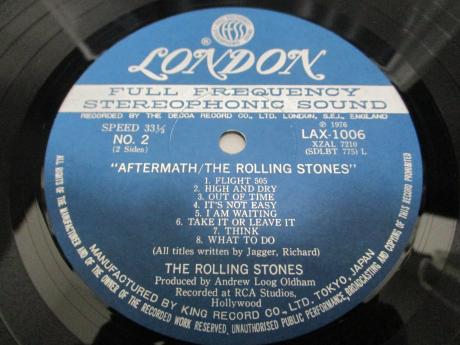 LONDON
®
FULL FREQUENCY
STEREOPHONIC SOUND
RECORDED BY THE DECCA RECORD CO., LTD. LONDON, S.E.I., ENGLAND
SPEED 33⅓
NO. 2
(2 Sides)
℗ 1976
LAX-1006
XZAL 7210
(SDLBT 775) L
"AFTERMATH/THE ROLLING STONES"
1. FLIGHT 505
2. HIGH AND DRY
3. OUT OF TIME
4. IT'S NOT EASY
5. I AM WAITING
6. TAKE IT OR LEAVE IT
7. THINK
8. WHAT TO DO
(All titles written by Jagger, Richard)
THE ROLLING STONES
Produced by Andrew Loog Oldham
Recorded at RCA Studios,
Hollywood
MANUFACTURED BY KING RECORD CO., LTD. TOKYO, JAPAN
ALL RIGHTS OF THE MANUFACTURER AND OF THE OWNER OF THE RECORDED WORK RESERVED. UNAUTHORISED PUBLIC PERFORMANCE, BROADCASTING AND COPYING OF THIS RECORD PROHIBITED